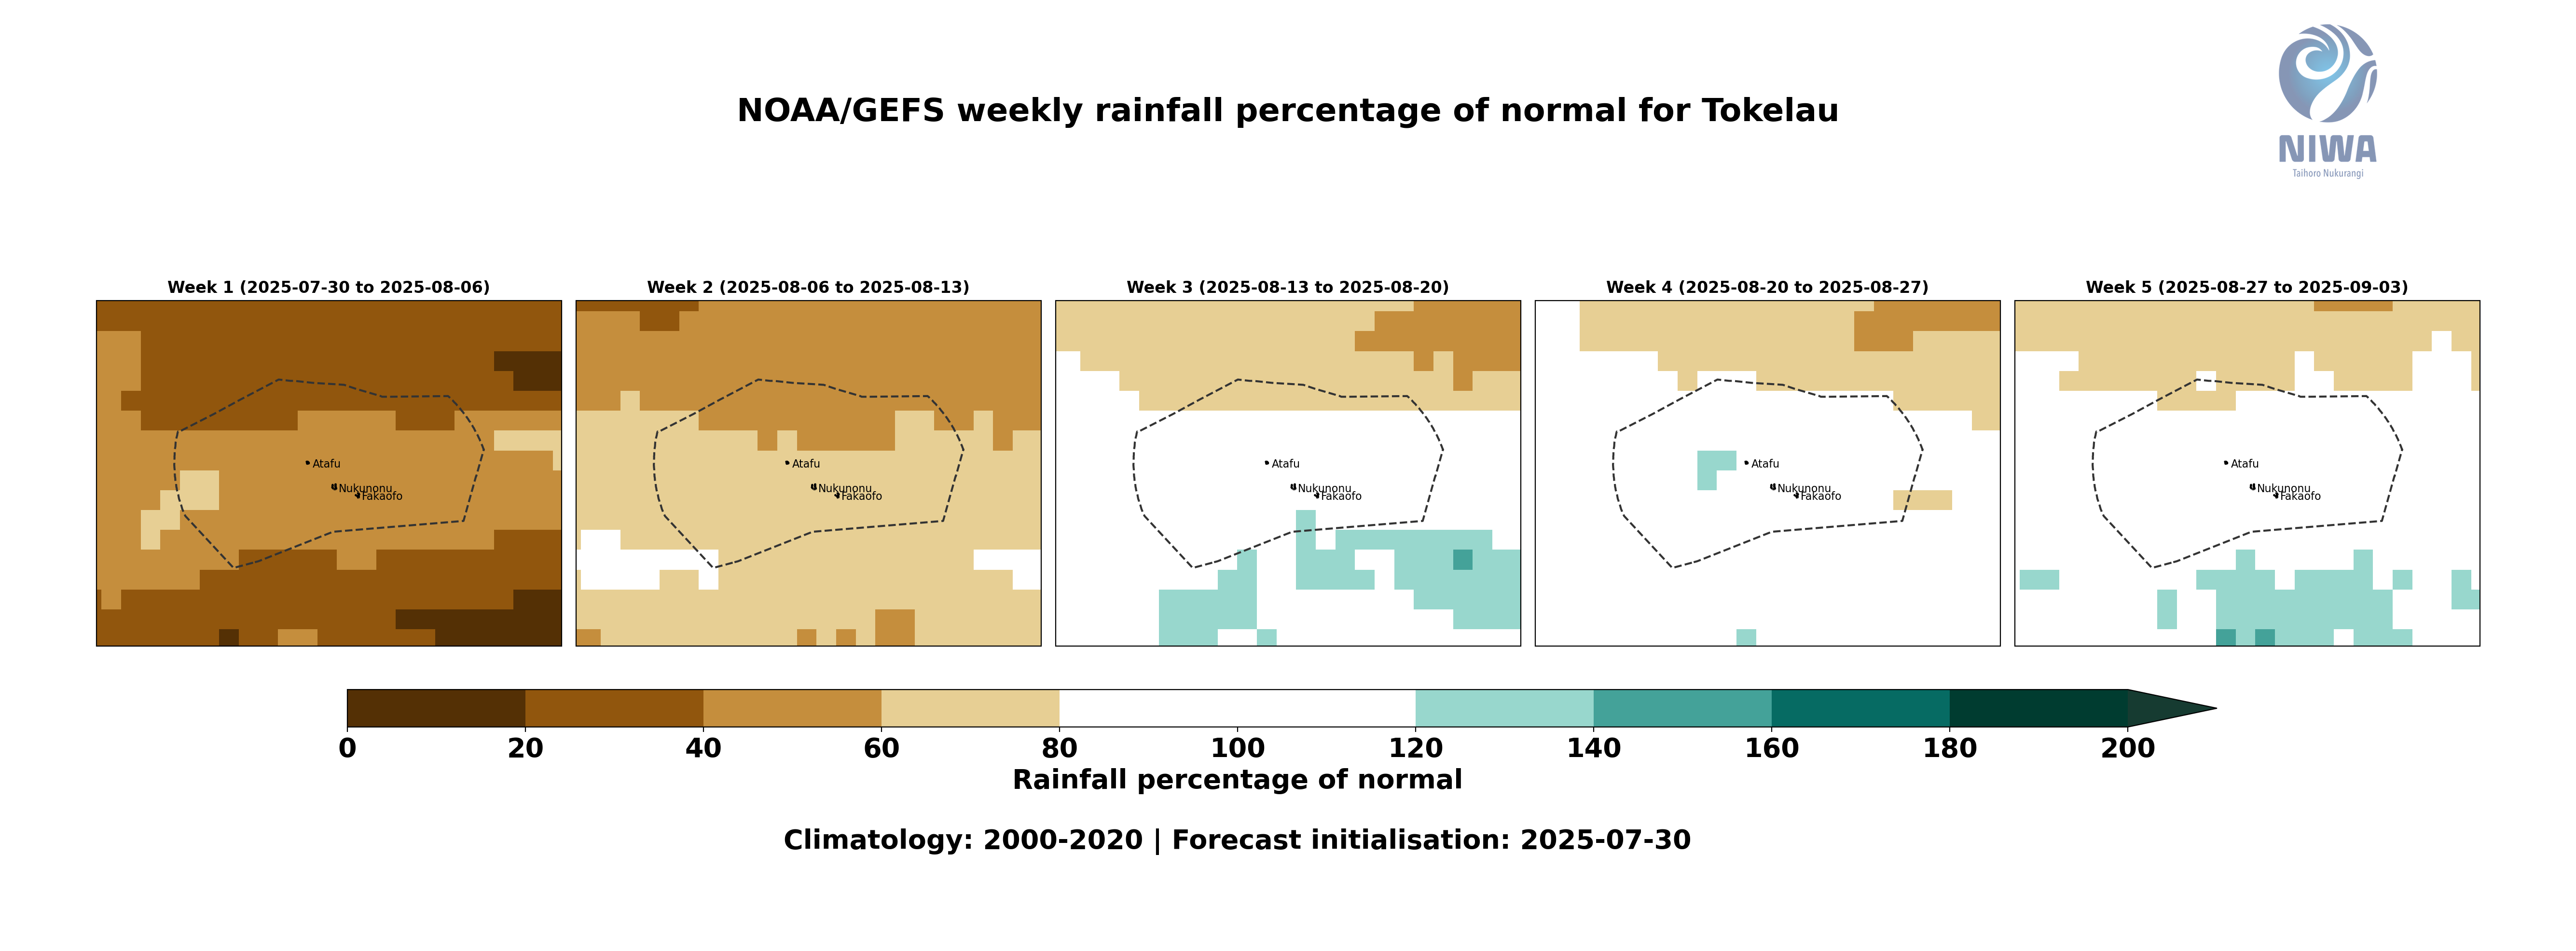 NOAA/GEFS weekly rainfall percentage of normal for Tokelau
NIWA
Taihoro Nukurangi
Week 1 (2025-07-30 to 2025-08-06)
Atafu
Nukunonu
Fakaofo
Week 2 (2025-08-06 to 2025-08-13)
Atafu
Nukunonu
Fakaofo
Week 3 (2025-08-13 to 2025-08-20)
Atafu
Nukunonu
Fakaofo
Week 4 (2025-08-20 to 2025-08-27)
Atafu
Nukunonu
Fakaofo
Week 5 (2025-08-27 to 2025-09-03)
Atafu
Nukunonu
Fakaofo
0 20 40 60 80 100 120 140 160 180 200
Rainfall percentage of normal
Climatology: 2000-2020 | Forecast initialisation: 2025-07-30